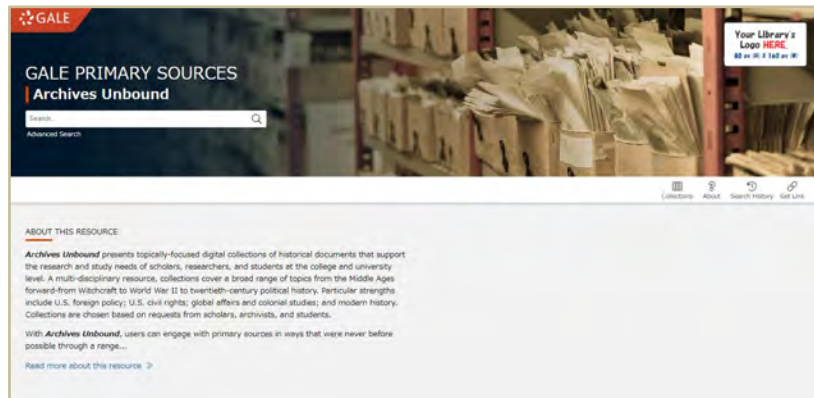 GALE
Your Library's
Logo HERE.
80 px (H) X 160 px (W)
GALE PRIMARY SOURCES
Archives Unbound
Search...
Advanced Search
Collections About Search History Get Link
ABOUT THIS RESOURCE
Archives Unbound presents topically-focused digital collections of historical documents that support
the research and study needs of scholars, researchers, and students at the college and university
level. A multi-disciplinary resource, collections cover a broad range of topics from the Middle Ages
forward-from Witchcraft to World War II to twentieth-century political history. Particular strengths
include U.S. foreign policy; U.S. civil rights; global affairs and colonial studies; and modern history.
Collections are chosen based on requests from scholars, archivists, and students.
With Archives Unbound, users can engage with primary sources in ways that were never before
possible through a range...
Read more about this resource